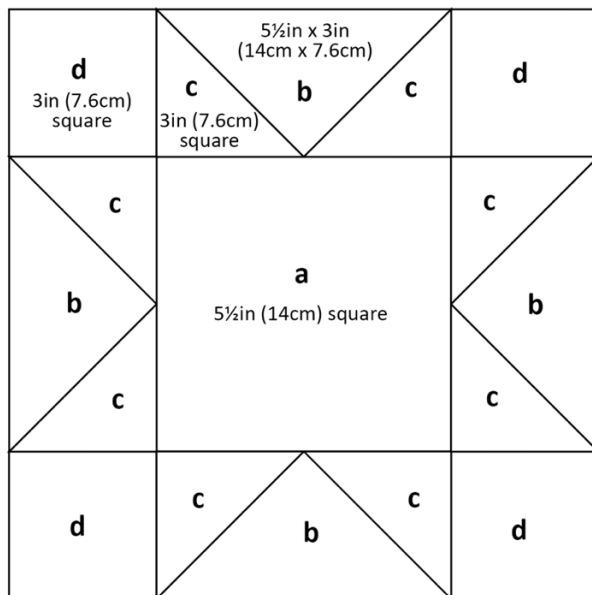 5½in x 3in
(14cm x 7.6cm)
d
3in (7.6cm)
square
c
3in (7.6cm)
square
b
c
d
c
c
a
5½in (14cm) square
b
b
c
c
d
c
b
c
d